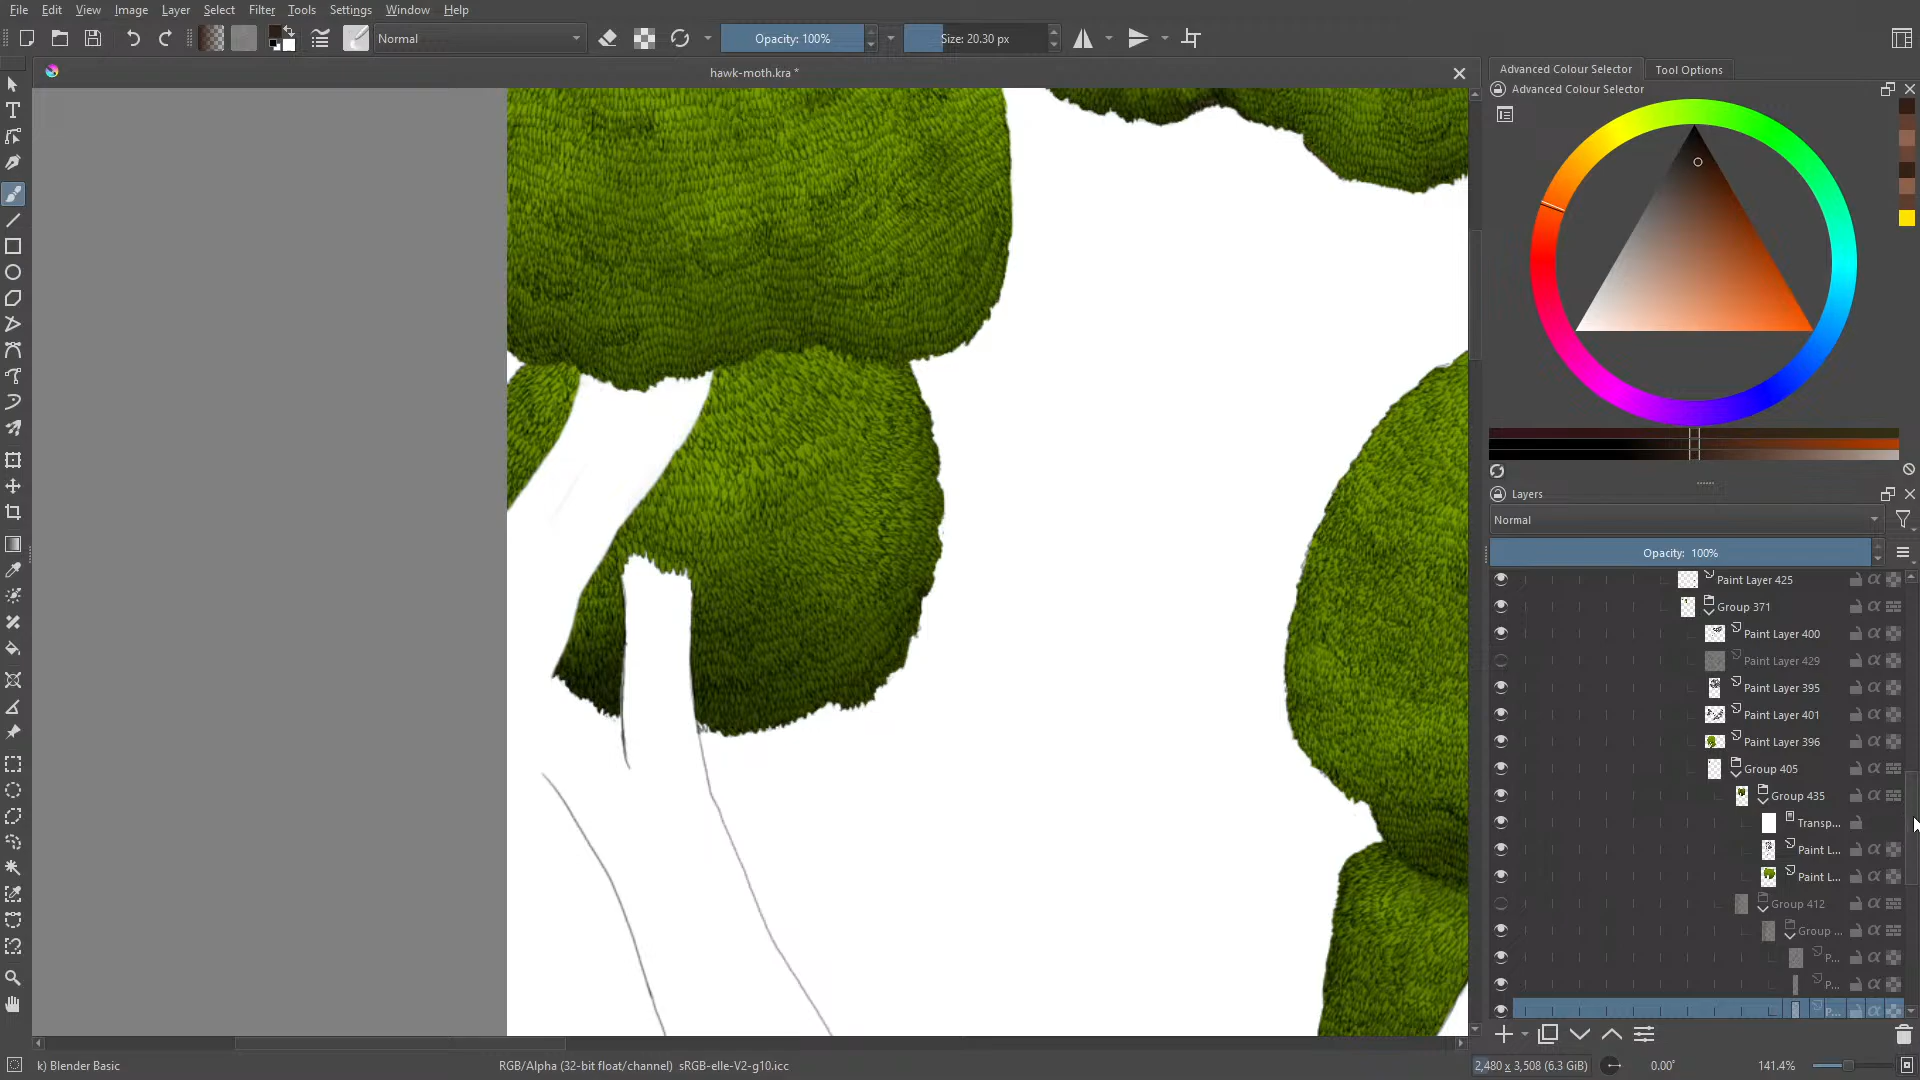 File Edit View Image Layer Select Filter Tools Settings Window Help
Normal
Opacity: 100%
Size: 20.30 px
hawk-moth.kra *
Advanced Colour Selector
Tool Options
Advanced Colour Selector
Layers
Normal
Opacity: 100%
Paint Layer 425
Group 371
Paint Layer 400
Paint Layer 429
Paint Layer 395
Paint Layer 401
Paint Layer 396
Group 405
Group 435
Transp...
Paint L...
Paint L...
Group 412
Group ...
P...
P...
P...
k) Blender Basic
RGB/Alpha (32-bit float/channel) sRGB-elle-V2-g10.icc
2,480 x 3,508 (6.3 GiB)
0.00°
141.4%